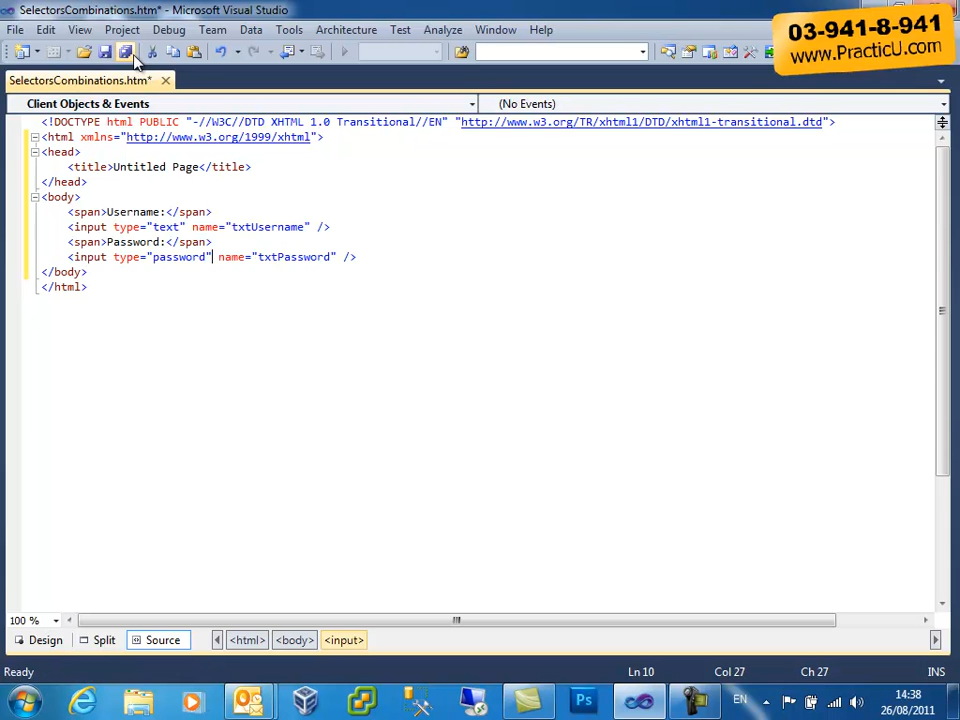 SelectorsCombinations.htm* - Microsoft Visual Studio
03-941-8-941
www.PracticU.com
File Edit View Project Debug Team Data Tools Architecture Test Analyze Window Help
SelectorsCombinations.htm*
Client Objects & Events (No Events)
<!DOCTYPE html PUBLIC "-//W3C//DTD XHTML 1.0 Transitional//EN" "http://www.w3.org/TR/xhtml1/DTD/xhtml1-transitional.dtd">
<html xmlns="http://www.w3.org/1999/xhtml">
<head>
<title>Untitled Page</title>
</head>
<body>
<span>Username:</span>
<input type="text" name="txtUsername" />
<span>Password:</span>
<input type="password" name="txtPassword" />
</body>
</html>
100 %
Design Split Source <html> <body> <input>
Ready Ln 10 Col 27 Ch 27 INS
Ps EN 14:38
26/08/2011